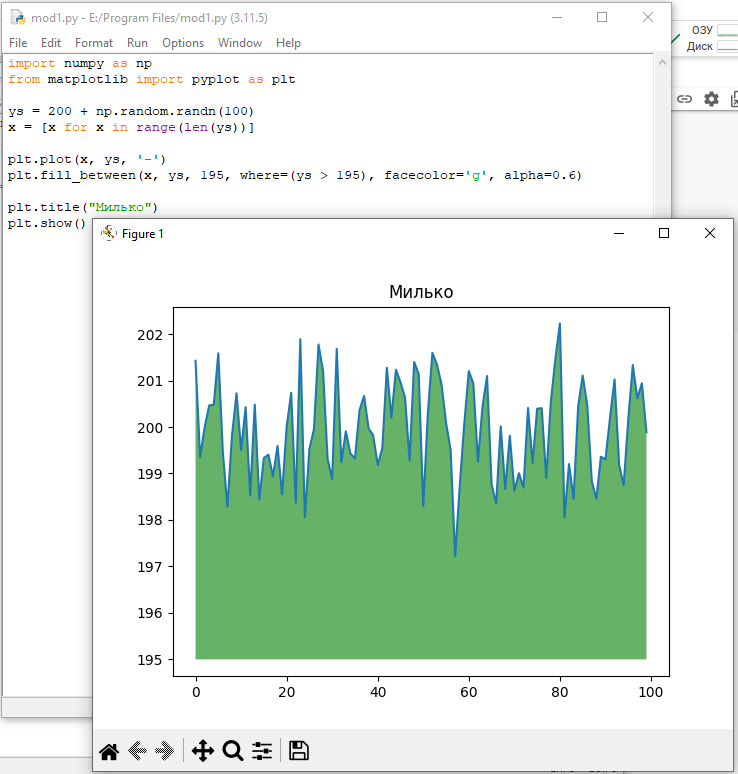 mod1.py - E:/Program Files/mod1.py (3.11.5)
File Edit Format Run Options Window Help
ОЗУ
Диск
import numpy as np
from matplotlib import pyplot as plt
ys = 200 + np.random.randn(100)
x = [x for x in range(len(ys))]
plt.plot(x, ys, '-')
plt.fill_between(x, ys, 195, where=(ys > 195), facecolor='g', alpha=0.6)
plt.title("Милько")
plt.show()
Figure 1
Милько
202
201
200
199
198
197
196
195
0 20 40 60 80 100